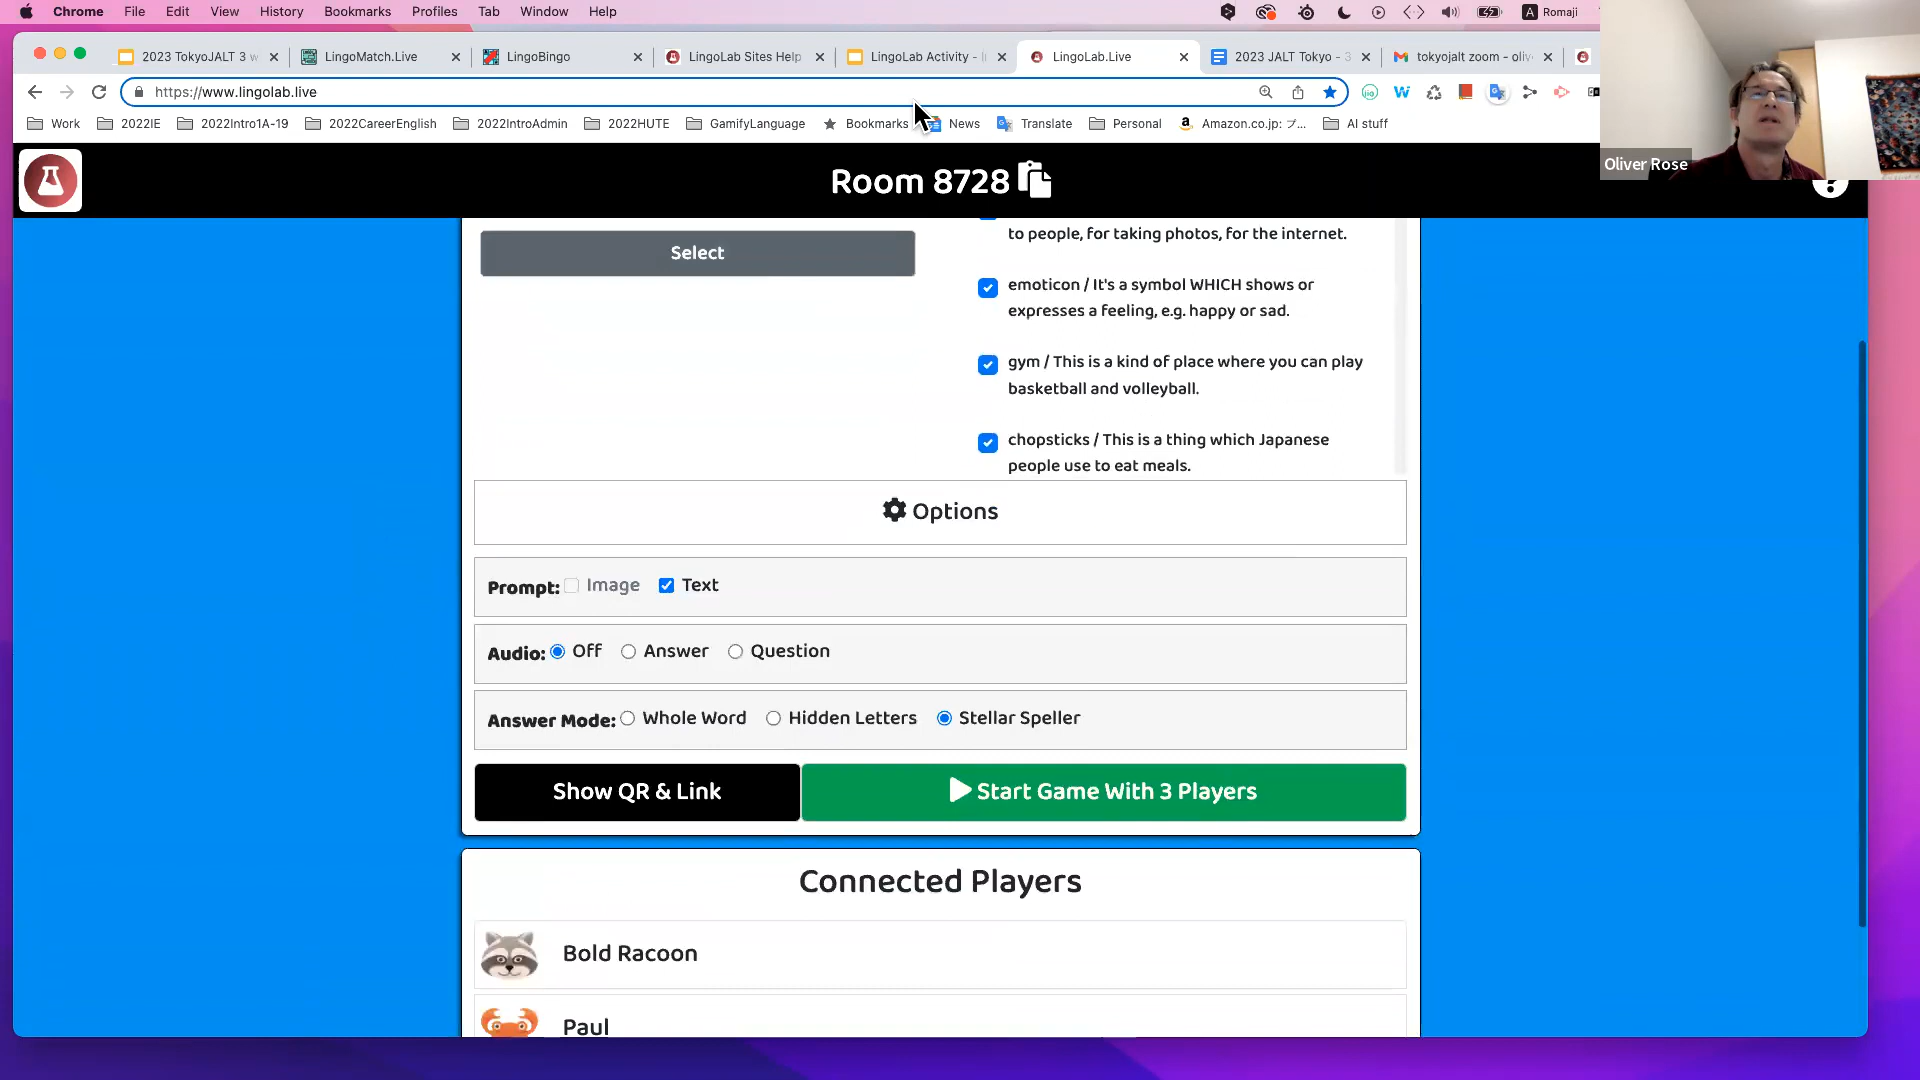 Chrome File Edit View History Bookmarks Profiles Tab Window Help A Romaji
2023 TokyoJALT 3 w LingoMatch.Live LingoBingo LingoLab Sites Help LingoLab Activity - LingoLab.Live 2023 JALT Tokyo - 3 tokyojalt zoom - oliv
https://www.lingolab.live
Work 2022IE 2022Intro1A-19 2022CareerEnglish 2022IntroAdmin 2022HUTE GamifyLanguage Bookmarks News Translate Personal Amazon.co.jp: プ... AI stuff
Room 8728
Oliver Rose
Select
to people, for taking photos, for the internet.
emoticon / It's a symbol WHICH shows or
expresses a feeling, e.g. happy or sad.
gym / This is a kind of place where you can play
basketball and volleyball.
chopsticks / This is a thing which Japanese
people use to eat meals.
Options
Prompt: Image Text
Audio: Off Answer Question
Answer Mode: Whole Word Hidden Letters Stellar Speller
Show QR & Link
Start Game With 3 Players
Connected Players
Bold Racoon
Paul